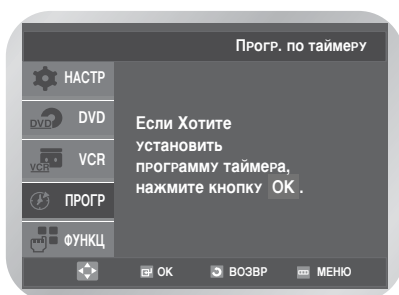 Прогр. по таймеру
НАСТР
DVD DVD
VCR VCR
ПРОГР
ФУНКЦ
Если Хотите
установить
программу таймера,
нажмите кнопку OK .
OK ВОЗВР МЕНЮ